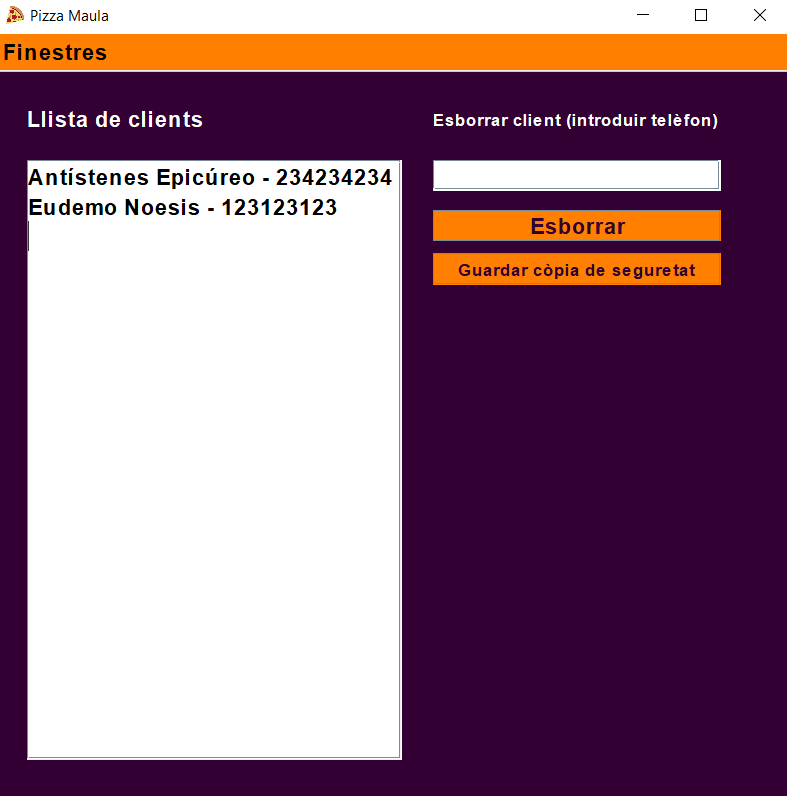 Pizza Maula
Finestres
Llista de clients
Antístenes Epicúreo - 234234234
Eudemo Noesis - 123123123
Esborrar client (introduir telèfon)
Esborrar
Guardar còpia de seguretat